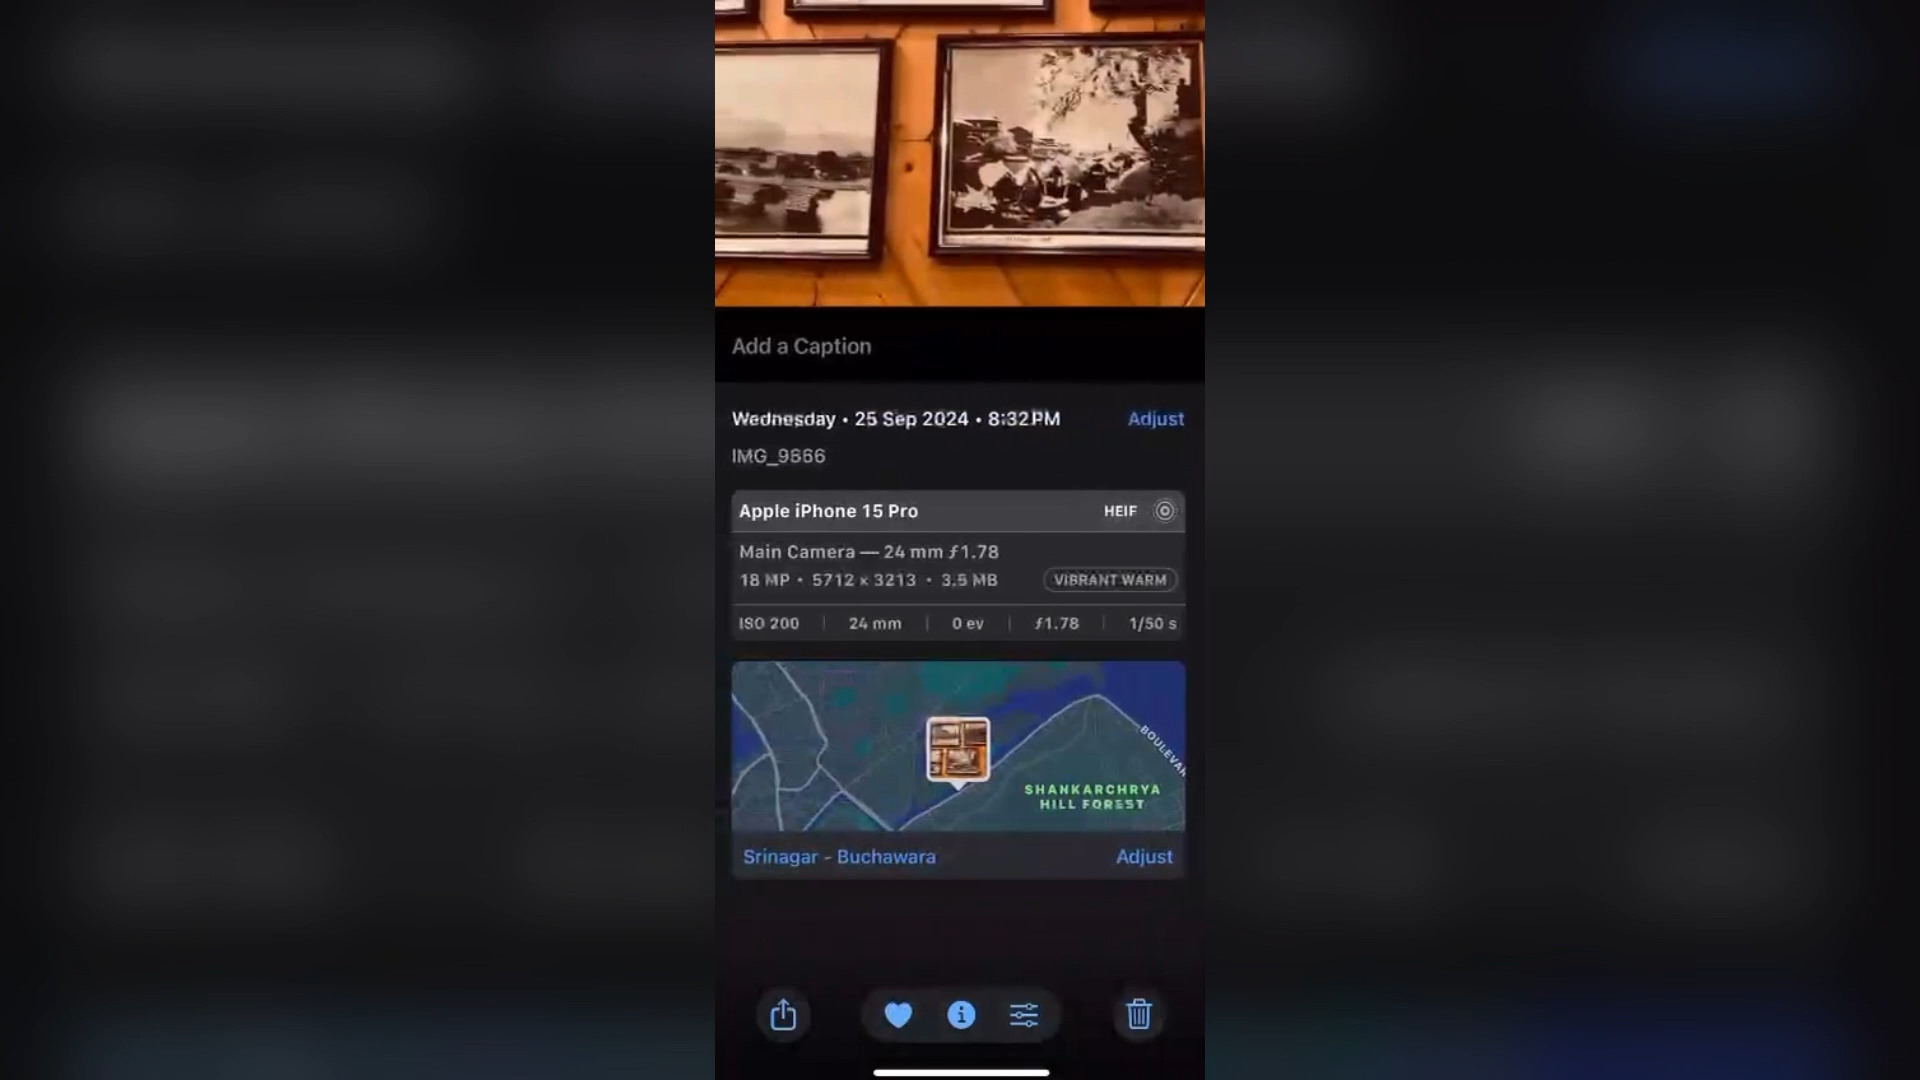 Add a Caption
Wednesday • 25 Sep 2024 • 8:32 PM Adjust
IMG_9866
Apple iPhone 15 Pro HEIF
Main Camera — 24 mm ƒ1.78
18 MP • 5712 x 3213 • 3.5 MB VIBRANT WARM
ISO 200 24 mm 0 ev ƒ1.78 1/50 s
SHANKARCHRYA
HILL FOREST
Srinagar - Buchawara Adjust